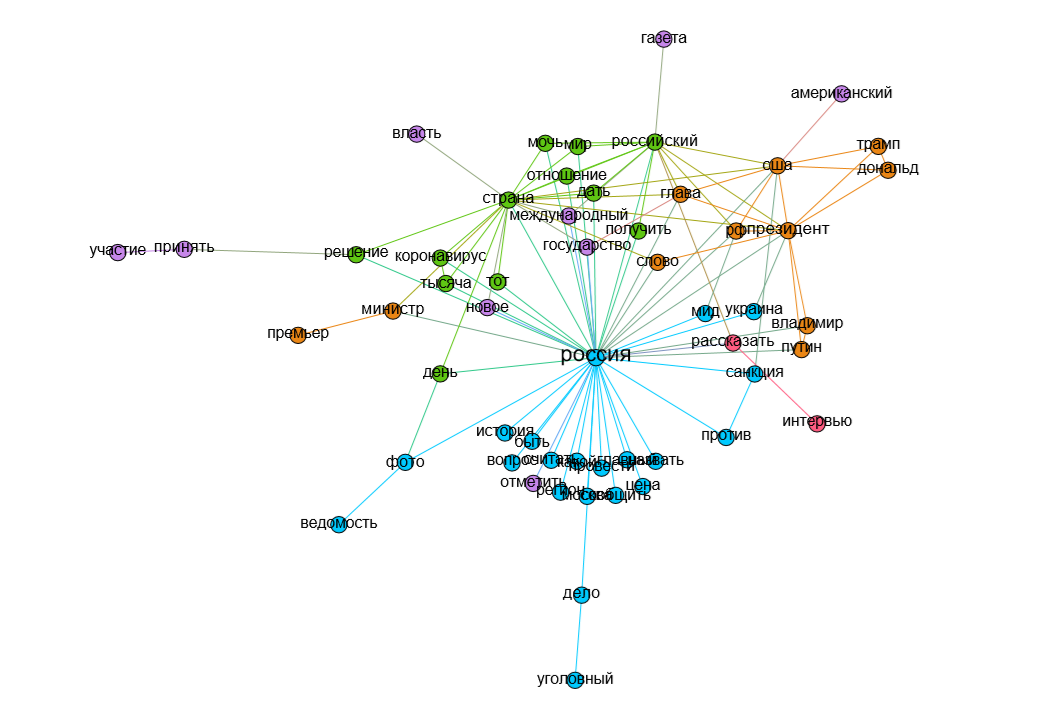 газета
американский
власть
мочь
мир
российский
трамп
сша
дональд
отношение
дать
глава
страна
международный
получить
рф
президент
государство
участие
принять
решение
коронавирус
слово
тысяча
тот
новое
министр
мид
украина
владимир
премьер
рассказать
путин
россия
день
санкция
интервью
история
быть
против
фото
вопрос
считать
какой
главный
назвать
провести
отметить
регион
москва
сообщить
цена
ведомость
дело
уголовный